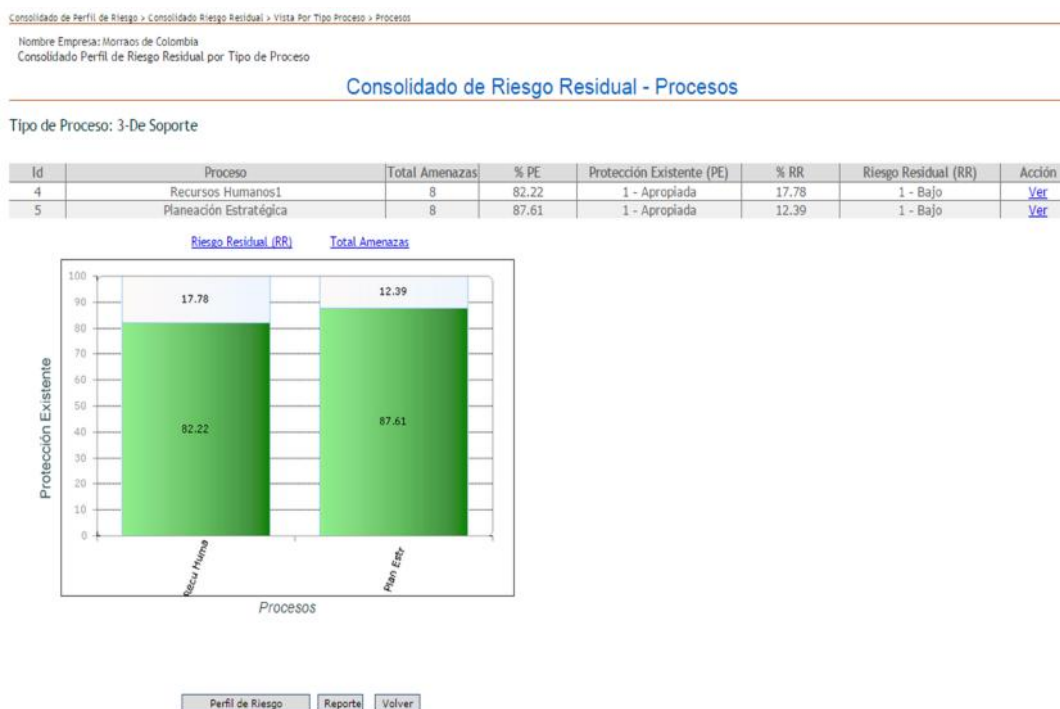 Consolidado de Perfil de Riesgo > Consolidado Riesgo Residual > Vista Por Tipo Proceso > Procesos
Nombre Empresa: Morraos de Colombia
Consolidado Perfil de Riesgo Residual por Tipo de Proceso
Consolidado de Riesgo Residual - Procesos
Tipo de Proceso: 3-De Soporte
Id Proceso Total Amenazas % PE Protección Existente (PE) % RR Riesgo Residual (RR) Acción
4 Recursos Humanos1 8 82.22 1 - Apropiada 17.78 1 - Bajo Ver
5 Planeación Estratégica 8 87.61 1 - Apropiada 12.39 1 - Bajo Ver
Riesgo Residual (RR) Total Amenazas
100
90
80
70
60
50
40
30
20
10
0
Protección Existente
17.78
12.39
82.22
87.61
Recu Huma
Plan Estr
Procesos
Perfil de Riesgo Reporte Volver